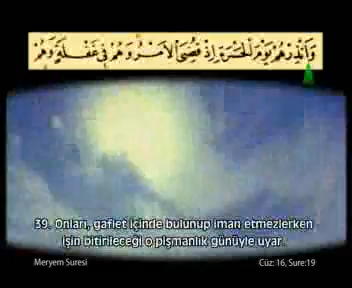 وَأَنْذِرْهُمْ يَوْمَ الْحَسْرَةِ إِذْ قُضِىَ الْأَمْرُ وَهُمْ فِى غَفْلَةٍ وَهُمْ
39. Onları, gaflet içinde bulunup iman etmezlerken
işin bitirileceği o pişmanlık günüyle uyar.
Meryem Suresi
Cüz: 16, Sure:19